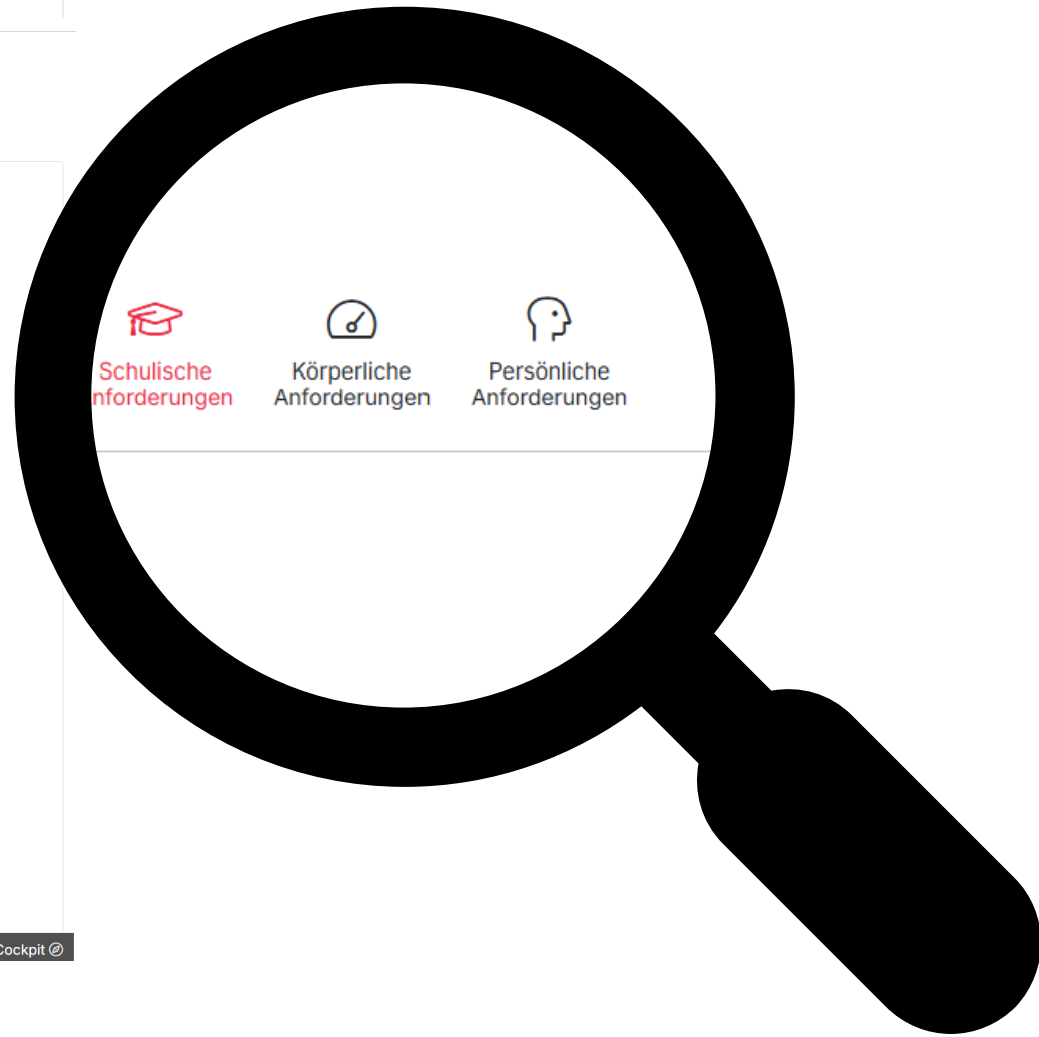 Schulische
nforderungen
Körperliche
Anforderungen
Persönliche
Anforderungen
Cockpit